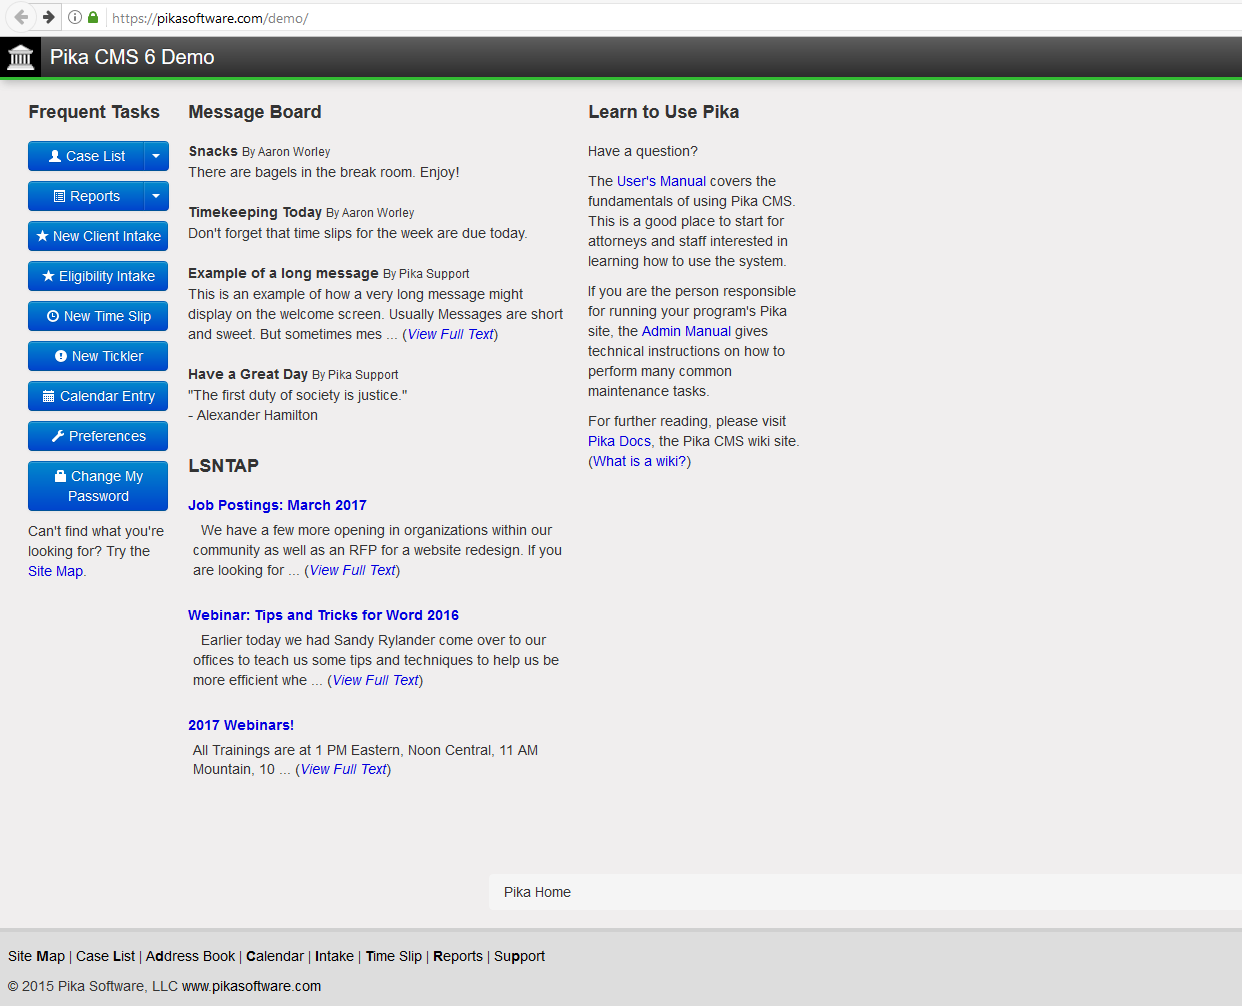 https://pikasoftware.com/demo/
Pika CMS 6 Demo
Frequent Tasks
Case List
Reports
New Client Intake
Eligibility Intake
New Time Slip
New Tickler
Calendar Entry
Preferences
Change My
Password
Can't find what you're
looking for? Try the
Site Map.
Message Board
Snacks By Aaron Worley
There are bagels in the break room. Enjoy!
Timekeeping Today By Aaron Worley
Don't forget that time slips for the week are due today.
Example of a long message By Pika Support
This is an example of how a very long message might
display on the welcome screen. Usually Messages are short
and sweet. But sometimes mes ... (View Full Text)
Have a Great Day By Pika Support
"The first duty of society is justice."
- Alexander Hamilton
LSNTAP
Job Postings: March 2017
We have a few more opening in organizations within our
community as well as an RFP for a website redesign. If you
are looking for ... (View Full Text)
Webinar: Tips and Tricks for Word 2016
Earlier today we had Sandy Rylander come over to our
offices to teach us some tips and techniques to help us be
more efficient whe ... (View Full Text)
2017 Webinars!
All Trainings are at 1 PM Eastern, Noon Central, 11 AM
Mountain, 10 ... (View Full Text)
Learn to Use Pika
Have a question?
The User's Manual covers the
fundamentals of using Pika CMS.
This is a good place to start for
attorneys and staff interested in
learning how to use the system.
If you are the person responsible
for running your program's Pika
site, the Admin Manual gives
technical instructions on how to
perform many common
maintenance tasks.
For further reading, please visit
Pika Docs, the Pika CMS wiki site.
(What is a wiki?)
Pika Home
Site Map | Case List | Address Book | Calendar | Intake | Time Slip | Reports | Support
© 2015 Pika Software, LLC www.pikasoftware.com